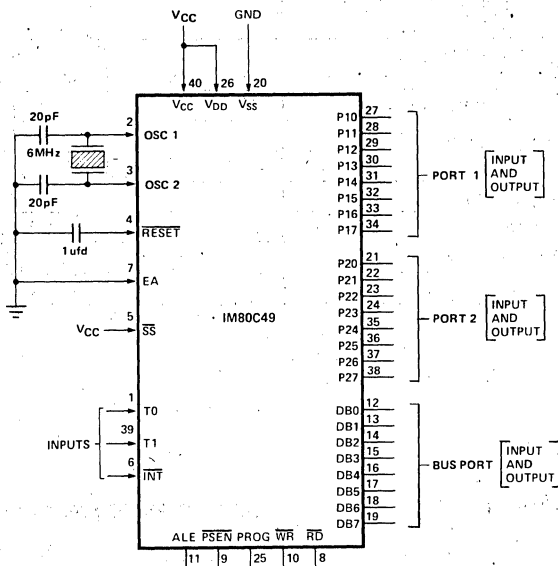 VCC GND
40 26 20
VCC VDD VSS
20pF
2 OSC 1
6MHz
3 OSC 2
20pF
4 RESET
1ufd
7 EA
5 SS
VCC
IM80C49
1 T0
39 T1
6 INT
INPUTS
P10 27
P11 28
P12 29
P13 30
P14 31
P15 32
P16 33
P17 34
PORT 1
INPUT
AND
OUTPUT
P20 21
P21 22
P22 23
P23 24
P24 35
P25 36
P26 37
P27 38
PORT 2
INPUT
AND
OUTPUT
DB0 12
DB1 13
DB2 14
DB3 15
DB4 16
DB5 17
DB6 18
DB7 19
BUS PORT
INPUT
AND
OUTPUT
ALE PSEN PROG WR RD
11 9 25 10 8